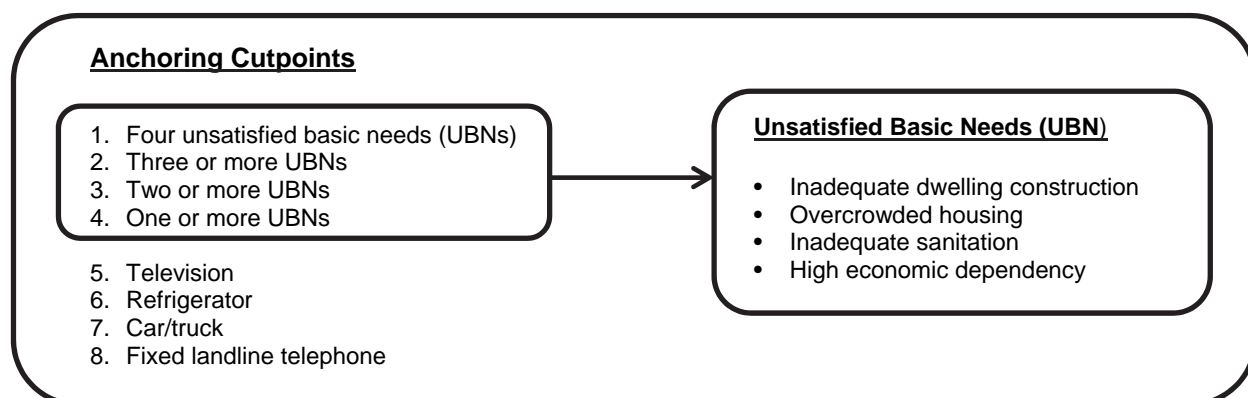 Anchoring Cutpoints
1. Four unsatisfied basic needs (UBNs)
2. Three or more UBNs
3. Two or more UBNs
4. One or more UBNs
5. Television
6. Refrigerator
7. Car/truck
8. Fixed landline telephone
Unsatisfied Basic Needs (UBN)
• Inadequate dwelling construction
• Overcrowded housing
• Inadequate sanitation
• High economic dependency